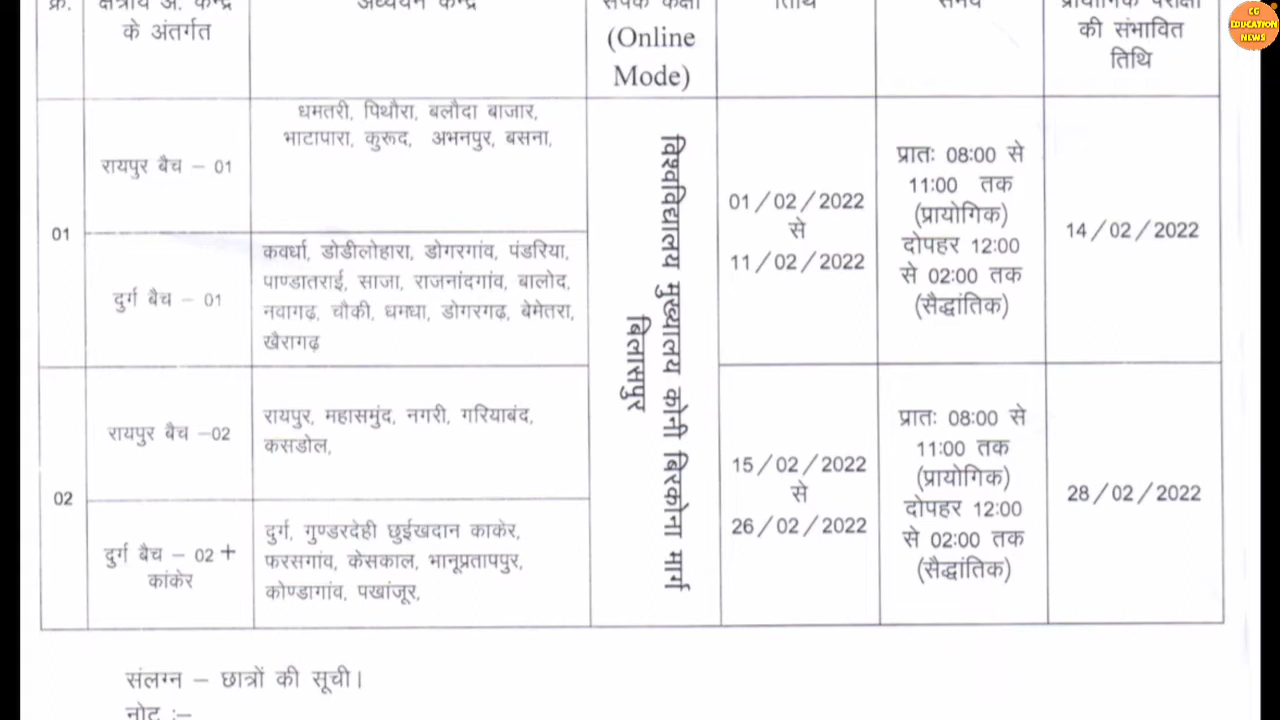 क्र.
क्षेत्रीय अ. केन्द्र
के अंतर्गत
अध्ययन केन्द्र
संपर्क कक्षा
(Online
Mode)
तिथि
समय
प्रायोगिक परीक्षा
की संभावित
तिथि
CG
EDUCATION
NEWS
01
रायपुर बैच – 01
धमतरी, पिथौरा, बलौदा बाजार,
भाटापारा, कुरूद, अभनपुर, बसना,
विश्वविद्यालय मुख्यालय कोनी बिरकोना मार्ग
बिलासपुर
01/02/2022
से
11/02/2022
प्रातः 08:00 से
11:00 तक
(प्रायोगिक)
दोपहर 12:00
से 02:00 तक
(सैद्धांतिक)
14/02/2022
दुर्ग बैच – 01
कवर्धा, डोडीलोहारा, डोगरगांव, पंडरिया,
पाण्डातराई, साजा, राजनांदगांव, बालोद,
नवागढ़, चौकी, धमधा, डोगरगढ़, बेमेतरा,
खैरागढ़
02
रायपुर बैच –02
रायपुर, महासमुंद, नगरी, गरियाबंद,
कसडोल,
15/02/2022
से
26/02/2022
प्रातः 08:00 से
11:00 तक
(प्रायोगिक)
दोपहर 12:00
से 02:00 तक
(सैद्धांतिक)
28/02/2022
दुर्ग बैच – 02 +
कांकेर
दुर्ग, गुण्डरदेही छुईखदान काकेर,
फरसगांव, केसकाल, भानूप्रतापपुर,
कोण्डागांव, पखांजूर,
संलग्न – छात्रों की सूची।
नोट :–